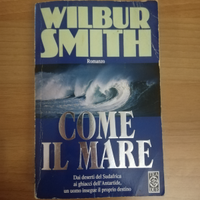 WILBUR
SMITH
Romanzo
COME
IL MARE
Dai deserti del Sudafrica
ai ghiacci dell'Antartide,
un uomo insegue il proprio destino